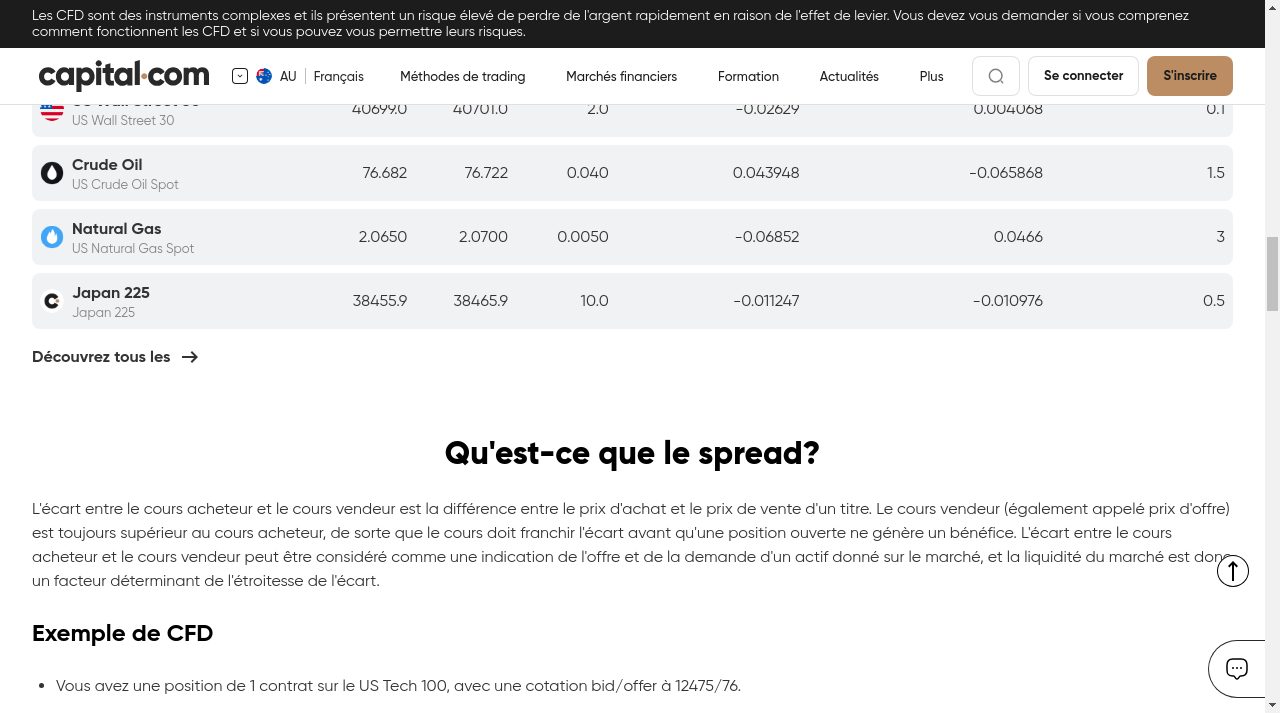 Les CFD sont des instruments complexes et ils présentent un risque élevé de perdre de l'argent rapidement en raison de l'effet de levier. Vous devez vous demander si vous comprenez
comment fonctionnent les CFD et si vous pouvez vous permettre leurs risques.
capital.com AU Français Méthodes de trading Marchés financiers Formation Actualités Plus Se connecter S'inscrire
40699.0 40701.0 2.0 -0.02629 0.004068 0.1
US Wall Street 30
Crude Oil
US Crude Oil Spot
76.682 76.722 0.040 0.043948 -0.065868 1.5
Natural Gas
US Natural Gas Spot
2.0650 2.0700 0.0050 -0.06852 0.0466 3
Japan 225
Japan 225
38455.9 38465.9 10.0 -0.011247 -0.010976 0.5
Découvrez tous les
Qu'est-ce que le spread?
L'écart entre le cours acheteur et le cours vendeur est la différence entre le prix d'achat et le prix de vente d'un titre. Le cours vendeur (également appelé prix d'offre)
est toujours supérieur au cours acheteur, de sorte que le cours doit franchir l'écart avant qu'une position ouverte ne génère un bénéfice. L'écart entre le cours
acheteur et le cours vendeur peut être considéré comme une indication de l'offre et de la demande d'un actif donné sur le marché, et la liquidité du marché est donc
un facteur déterminant de l'étroitesse de l'écart.
Exemple de CFD
Vous avez une position de 1 contrat sur le US Tech 100, avec une cotation bid/offer à 12475/76.